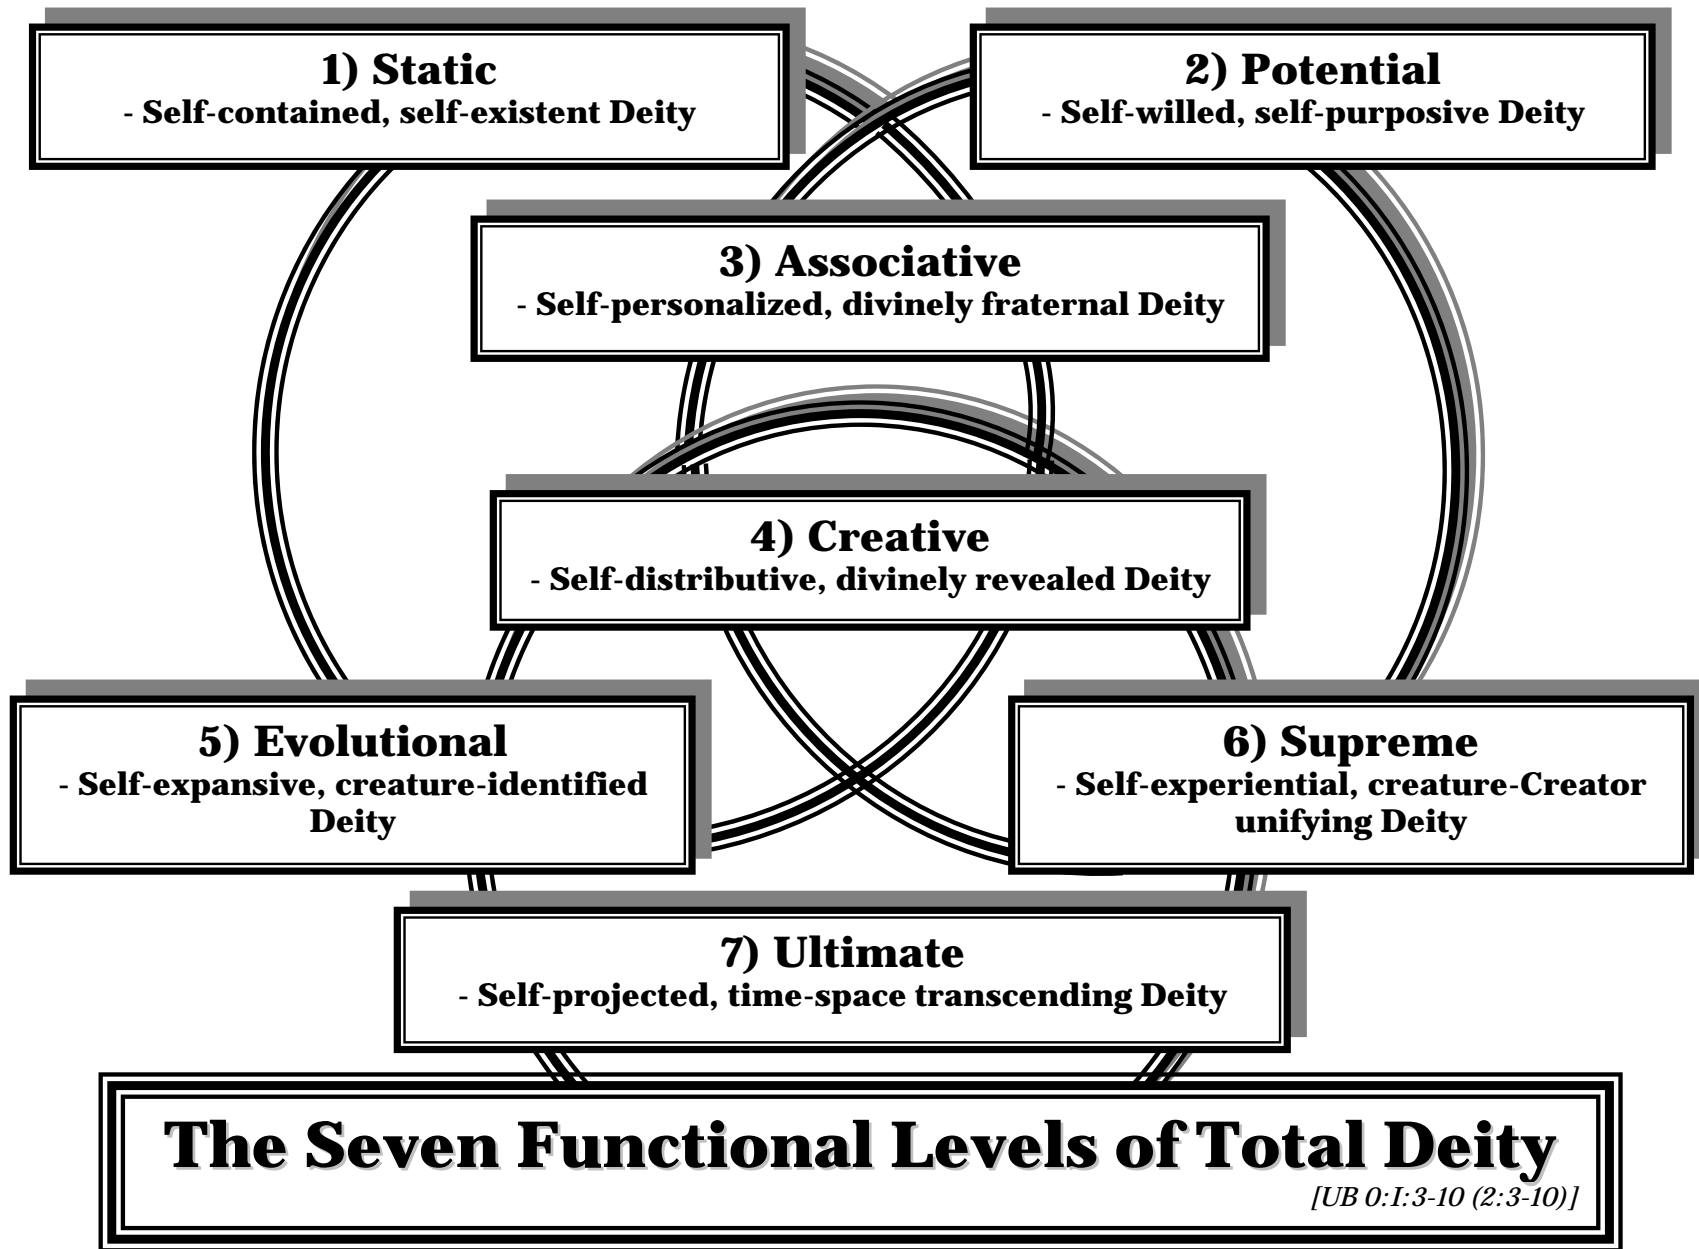 1) Static
- Self-contained, self-existent Deity
2) Potential
- Self-willed, self-purposive Deity
3) Associative
- Self-personalized, divinely fraternal Deity
4) Creative
- Self-distributive, divinely revealed Deity
5) Evolutional
- Self-expansive, creature-identified
Deity
6) Supreme
- Self-experiential, creature-Creator
unifying Deity
7) Ultimate
- Self-projected, time-space transcending Deity
The Seven Functional Levels of Total Deity
[UB 0:I:3-10 (2:3-10)]